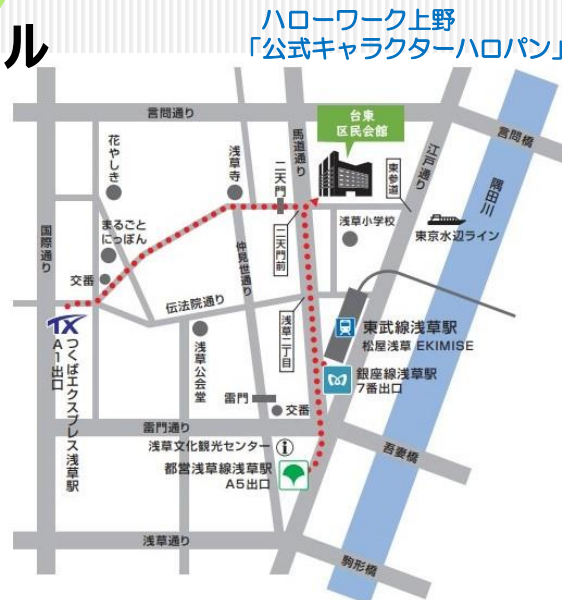 ル
ハローワーク上野
「公式キャラクターハロパン」
言問通り
台東
区民会館
馬道通り
江戸通り
言問橋
花やしき
浅草寺
二天門
東参道
隅田川
国際通り
まるごと
にっぽん
仲見世通り
二天門前
浅草小学校
東京水辺ライン
交番
伝法院通り
TX
つくばエクスプレス浅草駅
A1出口
浅草公会堂
浅草二丁目
東武線浅草駅
松屋浅草 EKIMISE
銀座線浅草駅
7番出口
雷門
交番
雷門通り
浅草文化観光センター
i
都営浅草線浅草駅
A5出口
吾妻橋
浅草通り
駒形橋